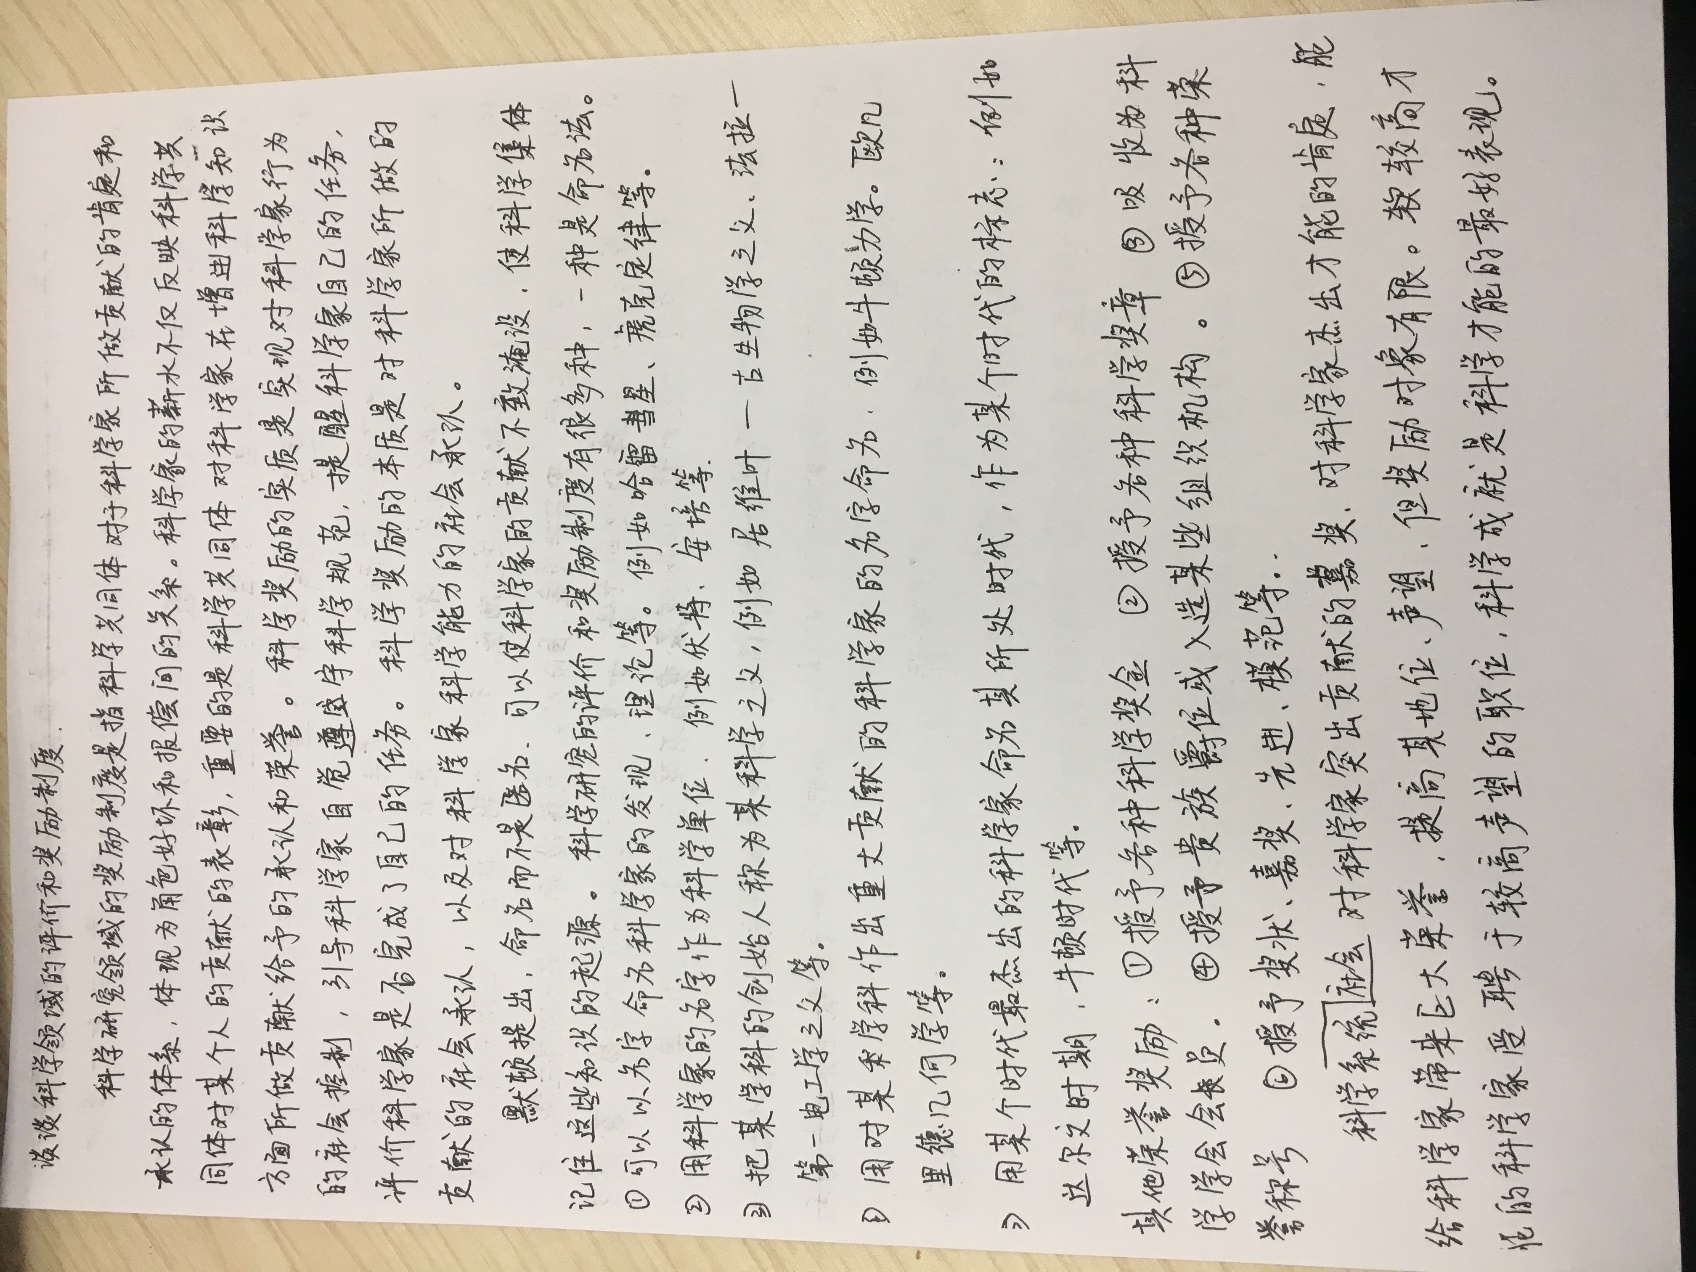 谈谈科学领域的评价和奖励制度.
科学研究领域的奖励制度是指科学共同体对于科学家所做贡献的肯定和
承认的体系,体现为角色好坏和报偿间的关系。科学家的薪水不仅反映科学共
同体对某个人的贡献的表彰,重要的是科学共同体对科学家在增进科学知识
方面所做贡献给予的承认和荣誉。科学奖励的实质是实现对科学家行为
的社会控制,引导科学家自觉遵守科学规范,提醒科学家自己的任务,
评价科学家是否完成了自己的任务。科学奖励的本质是对科学家所做的
贡献的社会承认,以及对科学家科学能力的社会承认。
默顿提出,命名而不是匿名.可以使科学家的贡献不致淹没,使科学集体
记住这些知识的起源。科学研究的评价和奖励制度有很多种,一种是命名法。
①可以以名字命名科学家的发现、理论等。例如哈雷彗星、虎克定律等。
②用科学家的名字作为科学单位.例如伏特、安培等.
③把某学科的创始人称为某科学之父,例如居维叶—古生物学之父、法拉一
第一电工学之父等。
用对某种学科作出重大贡献的科学家的名字命名.例如牛顿力学。欧几
里德几何学等。
用某个时代最杰出的科学家命名其所处时代,作为某个时代的标志:例如
达尔文时期,牛顿时代等。
其他荣誉奖励:①授予各种科学奖金 ②授予各种科学奖章 ③吸收为科
学学会会员. ④授予贵族爵位或入选某些组织机构。⑤授予各种荣
誉称号 ⑥授予奖状、嘉奖、先进、模范等..
科学系统社会对科学家突出贡献的嘉奖、对科学家杰出才能的肯定,能
给科学家带来巨大荣誉,提高其地位、声望、但奖励对象有限。较高才
能的科学家受聘于较高声望的职位,科学成就是科学才能的最好表现。